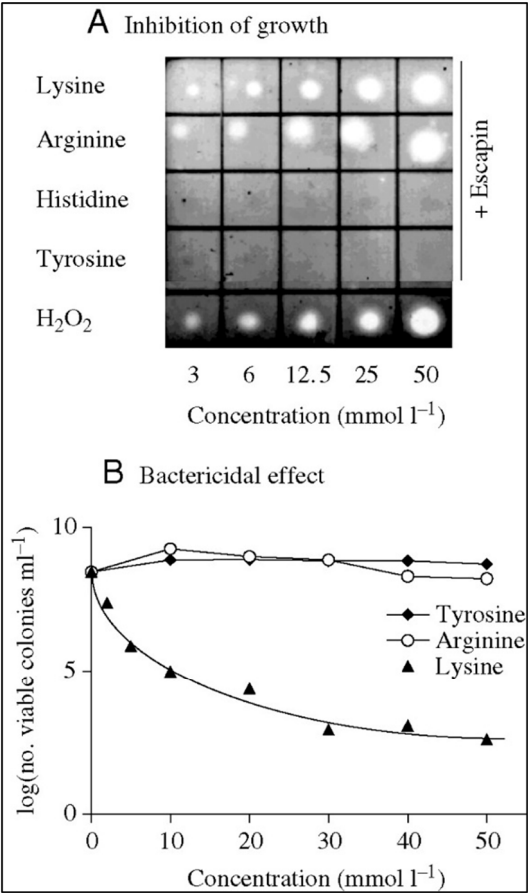 A Inhibition of growth
Lysine
Arginine
Histidine
Tyrosine
H₂O₂
+ Escapin
3 6 12.5 25 50
Concentration (mmol l⁻¹)
B Bactericidal effect
log(no. viable colonies ml⁻¹)
10
5
0
Tyrosine
Arginine
Lysine
0 10 20 30 40 50
Concentration (mmol l⁻¹)